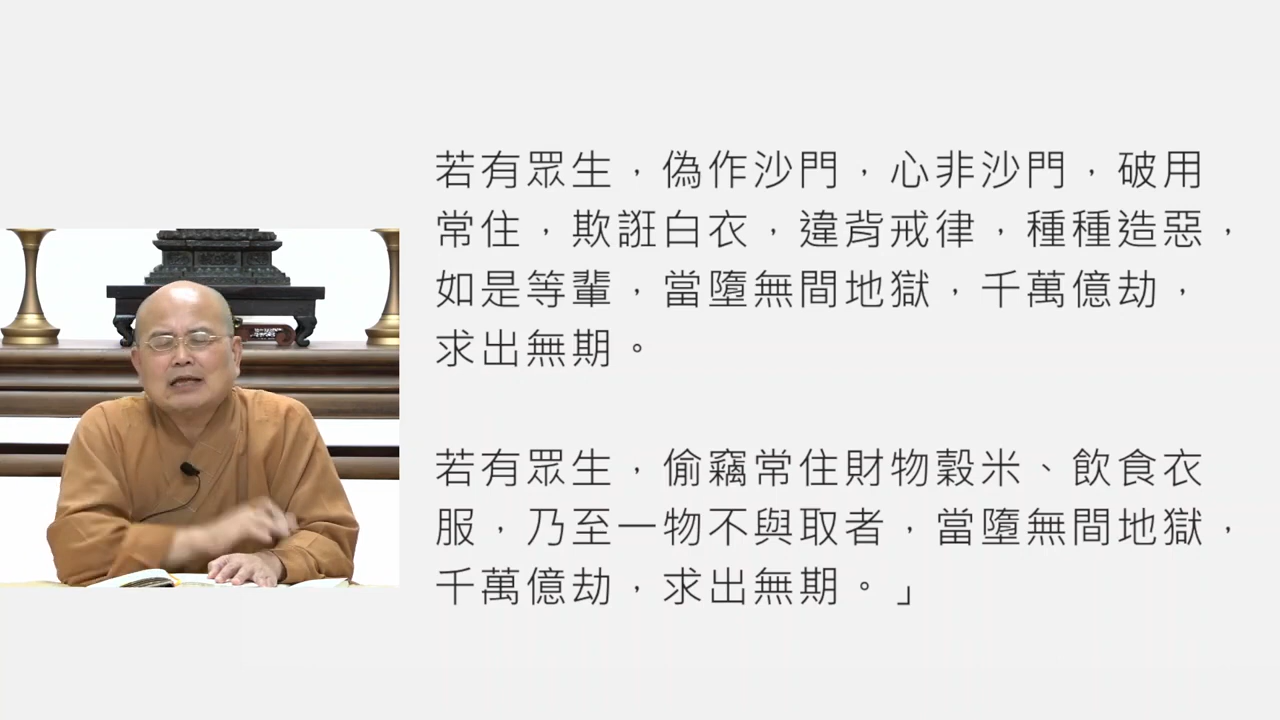 若有眾生，偽作沙門，心非沙門，破用
常住，欺誑白衣，違背戒律，種種造惡，
如是等輩，當墮無間地獄，千萬億劫，
求出無期。
若有眾生，偷竊常住財物穀米、飲食衣
服，乃至一物不與取者，當墮無間地獄，
千萬億劫，求出無期。」